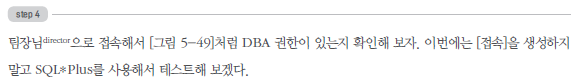 step 4
팀장님director으로 접속해서 [그림 5-49]처럼 DBA 권한이 있는지 확인해 보자. 이번에는 [접속]을 생성하지
말고 SQL*Plus를 사용해서 테스트해 보겠다.